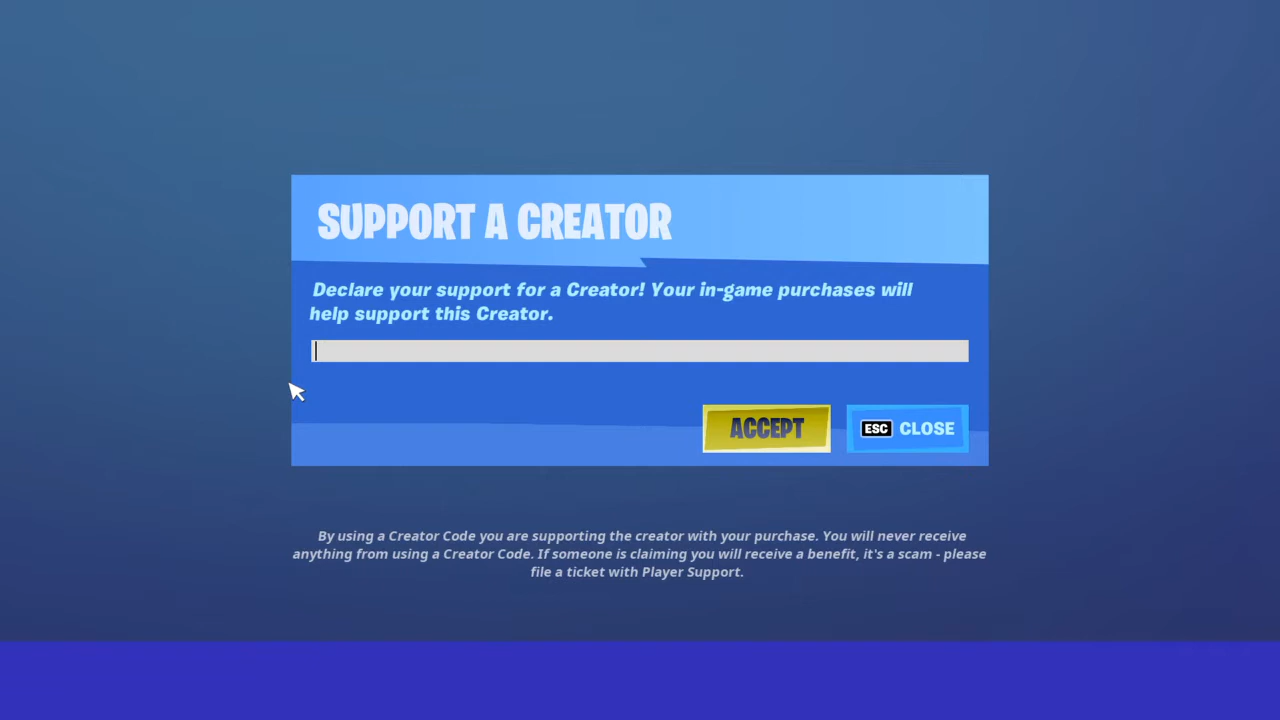 SUPPORT A CREATOR
Declare your support for a Creator! Your in-game purchases will
help support this Creator.
ACCEPT
ESC CLOSE
By using a Creator Code you are supporting the creator with your purchase. You will never receive
anything from using a Creator Code. If someone is claiming you will receive a benefit, it's a scam - please
file a ticket with Player Support.